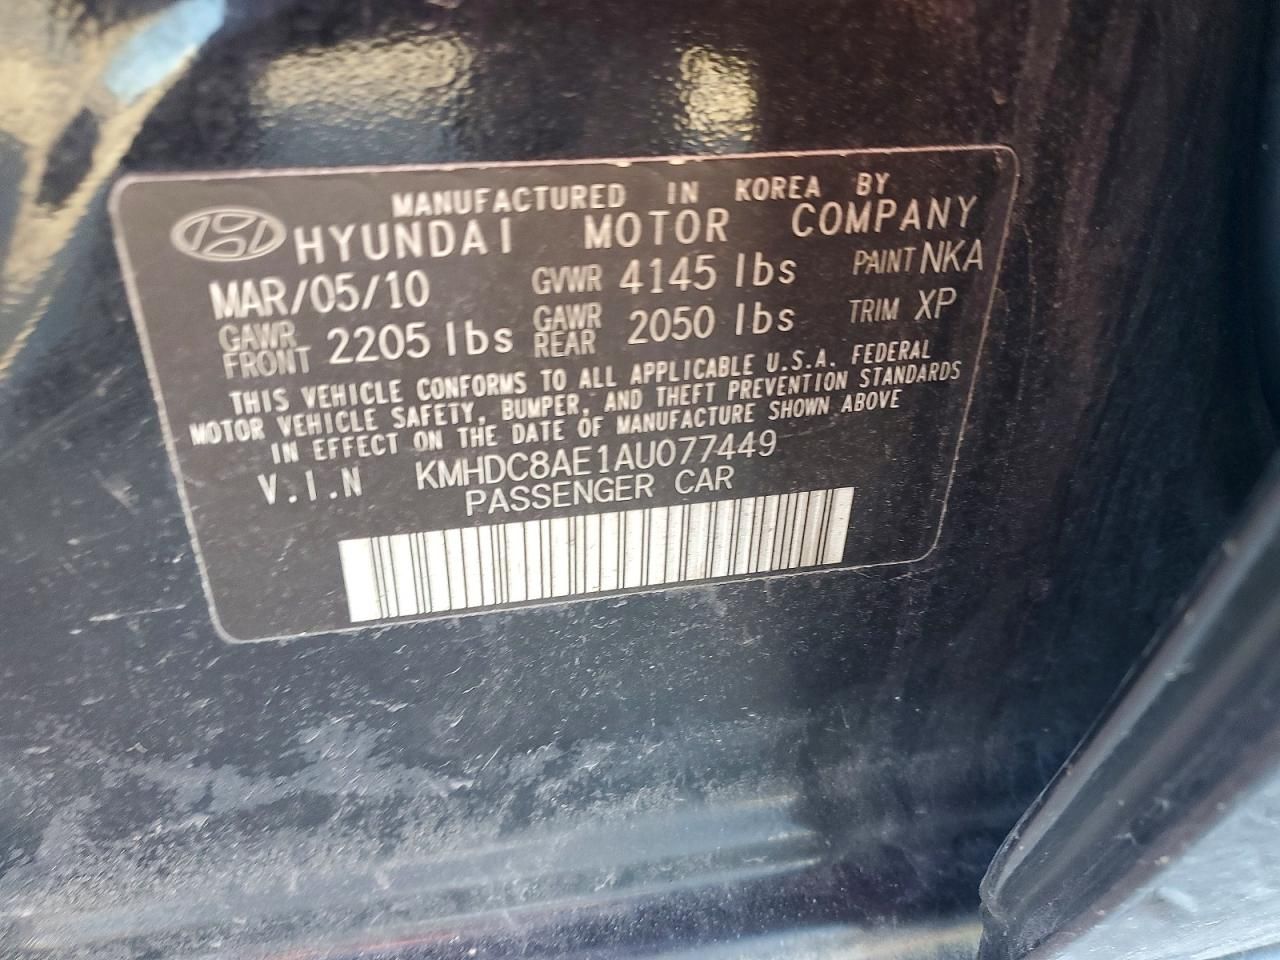 MANUFACTURED IN KOREA BY
HYUNDAI MOTOR COMPANY
MAR/05/10 GVWR 4145 lbs PAINT NKA
GAWR FRONT 2205 lbs GAWR REAR 2050 lbs TRIM XP
THIS VEHICLE CONFORMS TO ALL APPLICABLE U.S.A. FEDERAL
MOTOR VEHICLE SAFETY, BUMPER, AND THEFT PREVENTION STANDARDS
IN EFFECT ON THE DATE OF MANUFACTURE SHOWN ABOVE
V.I.N KMHDC8AE1AU077449
PASSENGER CAR